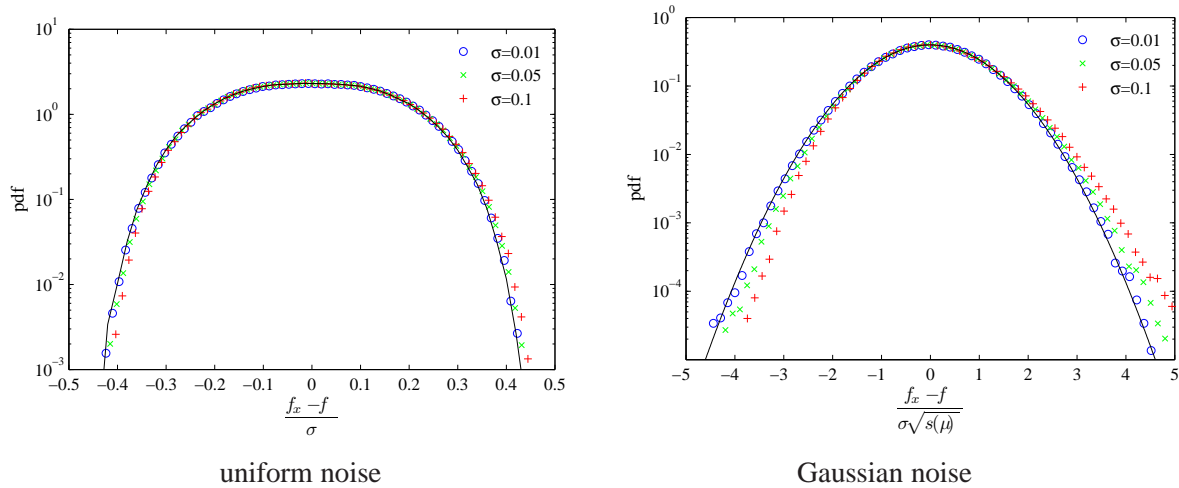 10^1
10^0
10^{-1}
10^{-2}
10^{-3}
pdf
−0.5 −0.4 −0.3 −0.2 −0.1 0 0.1 0.2 0.3 0.4 0.5
f_x − f
σ
σ=0.01
σ=0.05
σ=0.1
uniform noise
10^0
10^{-1}
10^{-2}
10^{-3}
10^{-4}
pdf
−5 −4 −3 −2 −1 0 1 2 3 4 5
f_x − f
σ√s(μ)
σ=0.01
σ=0.05
σ=0.1
Gaussian noise